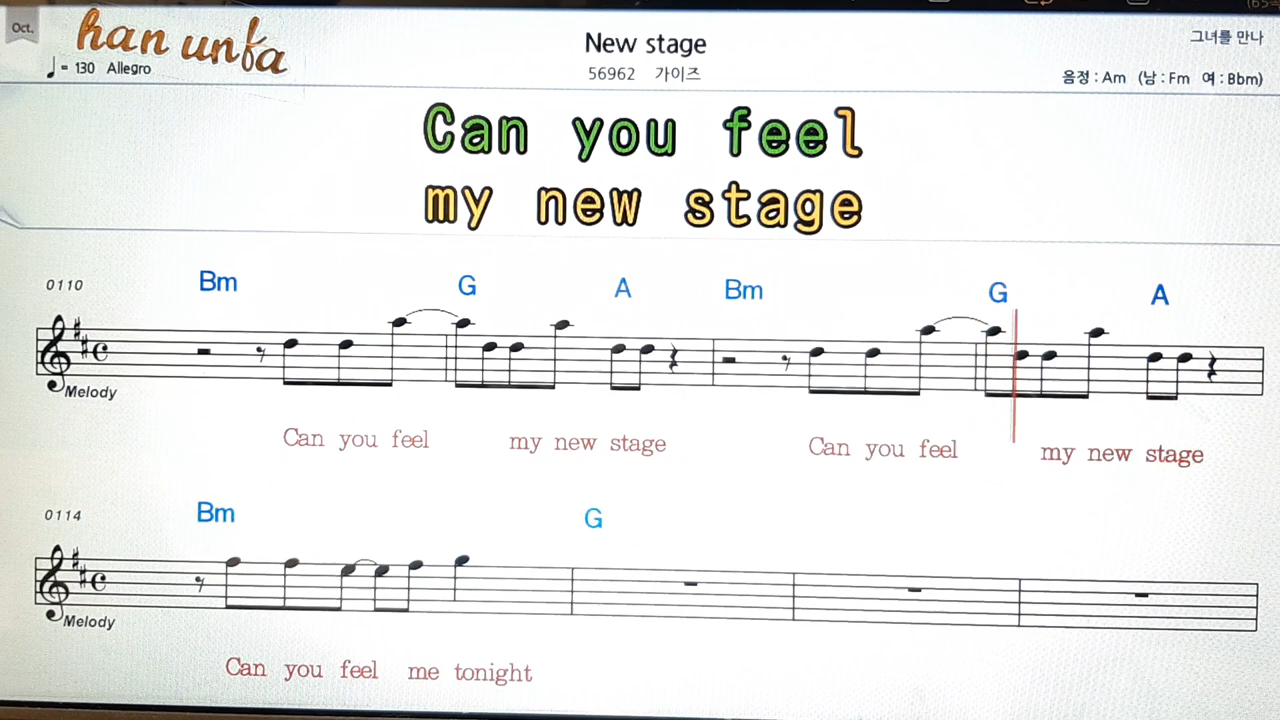 Oct.
han unfa
= 130 Allegro
New stage
56962 가이즈
그녀를 만나
음정 : Am (남 : Fm 여 : Bbm)
Can you feel
my new stage
0110
Bm G A Bm G A
Melody
Can you feel my new stage Can you feel my new stage
0114
Bm G
Melody
Can you feel me tonight